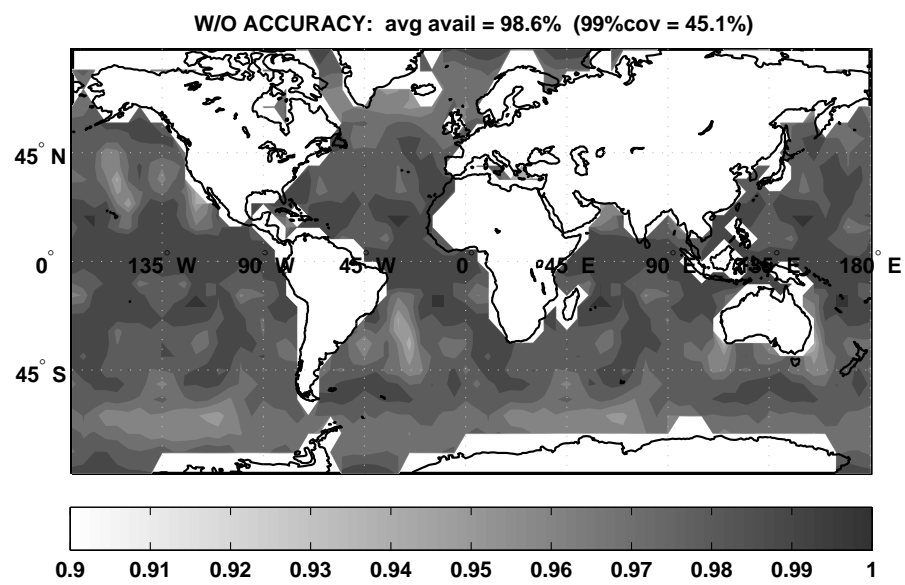 W/O ACCURACY: avg avail = 98.6% (99%cov = 45.1%)
45° N
0°
135° W 90° W 45° W 0° 45° E 90° E 135° E 180° E
45° S
0.9 0.91 0.92 0.93 0.94 0.95 0.96 0.97 0.98 0.99 1